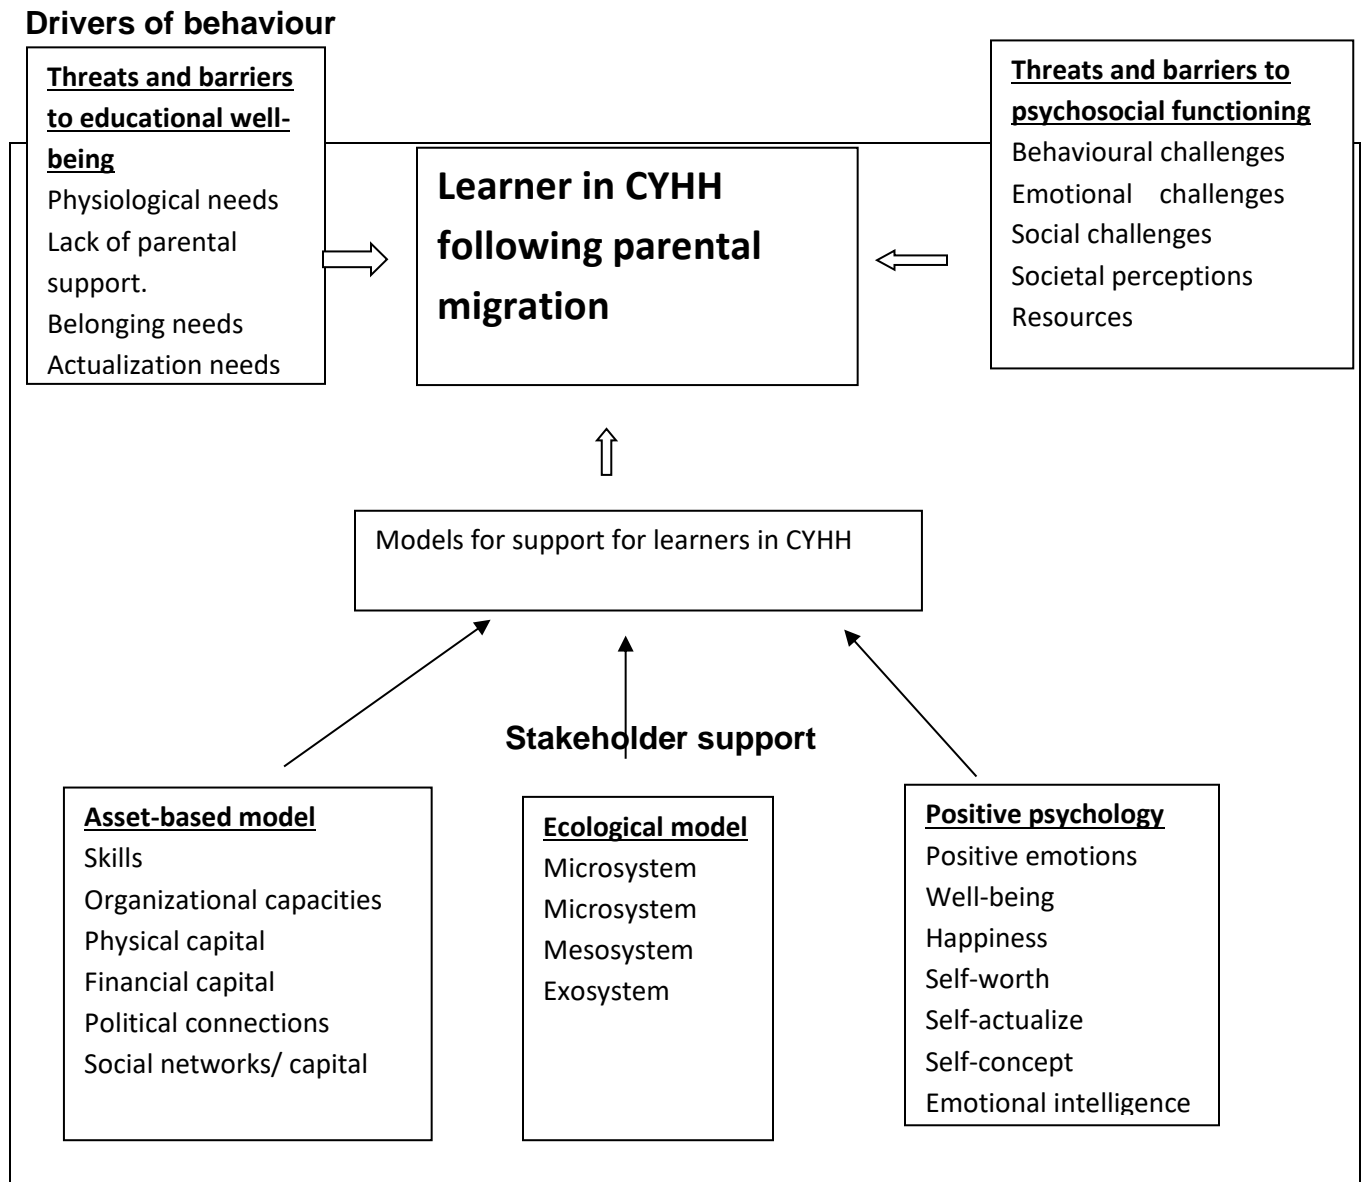 Drivers of behaviour
Threats and barriers
to educational well-
being
Physiological needs
Lack of parental
support.
Belonging needs
Actualization needs
Learner in CYHH
following parental
migration
Threats and barriers to
psychosocial functioning
Behavioural challenges
Emotional challenges
Social challenges
Societal perceptions
Resources
Models for support for learners in CYHH
Stakeholder support
Asset-based model
Skills
Organizational capacities
Physical capital
Financial capital
Political connections
Social networks/ capital
Ecological model
Microsystem
Microsystem
Mesosystem
Exosystem
Positive psychology
Positive emotions
Well-being
Happiness
Self-worth
Self-actualize
Self-concept
Emotional intelligence